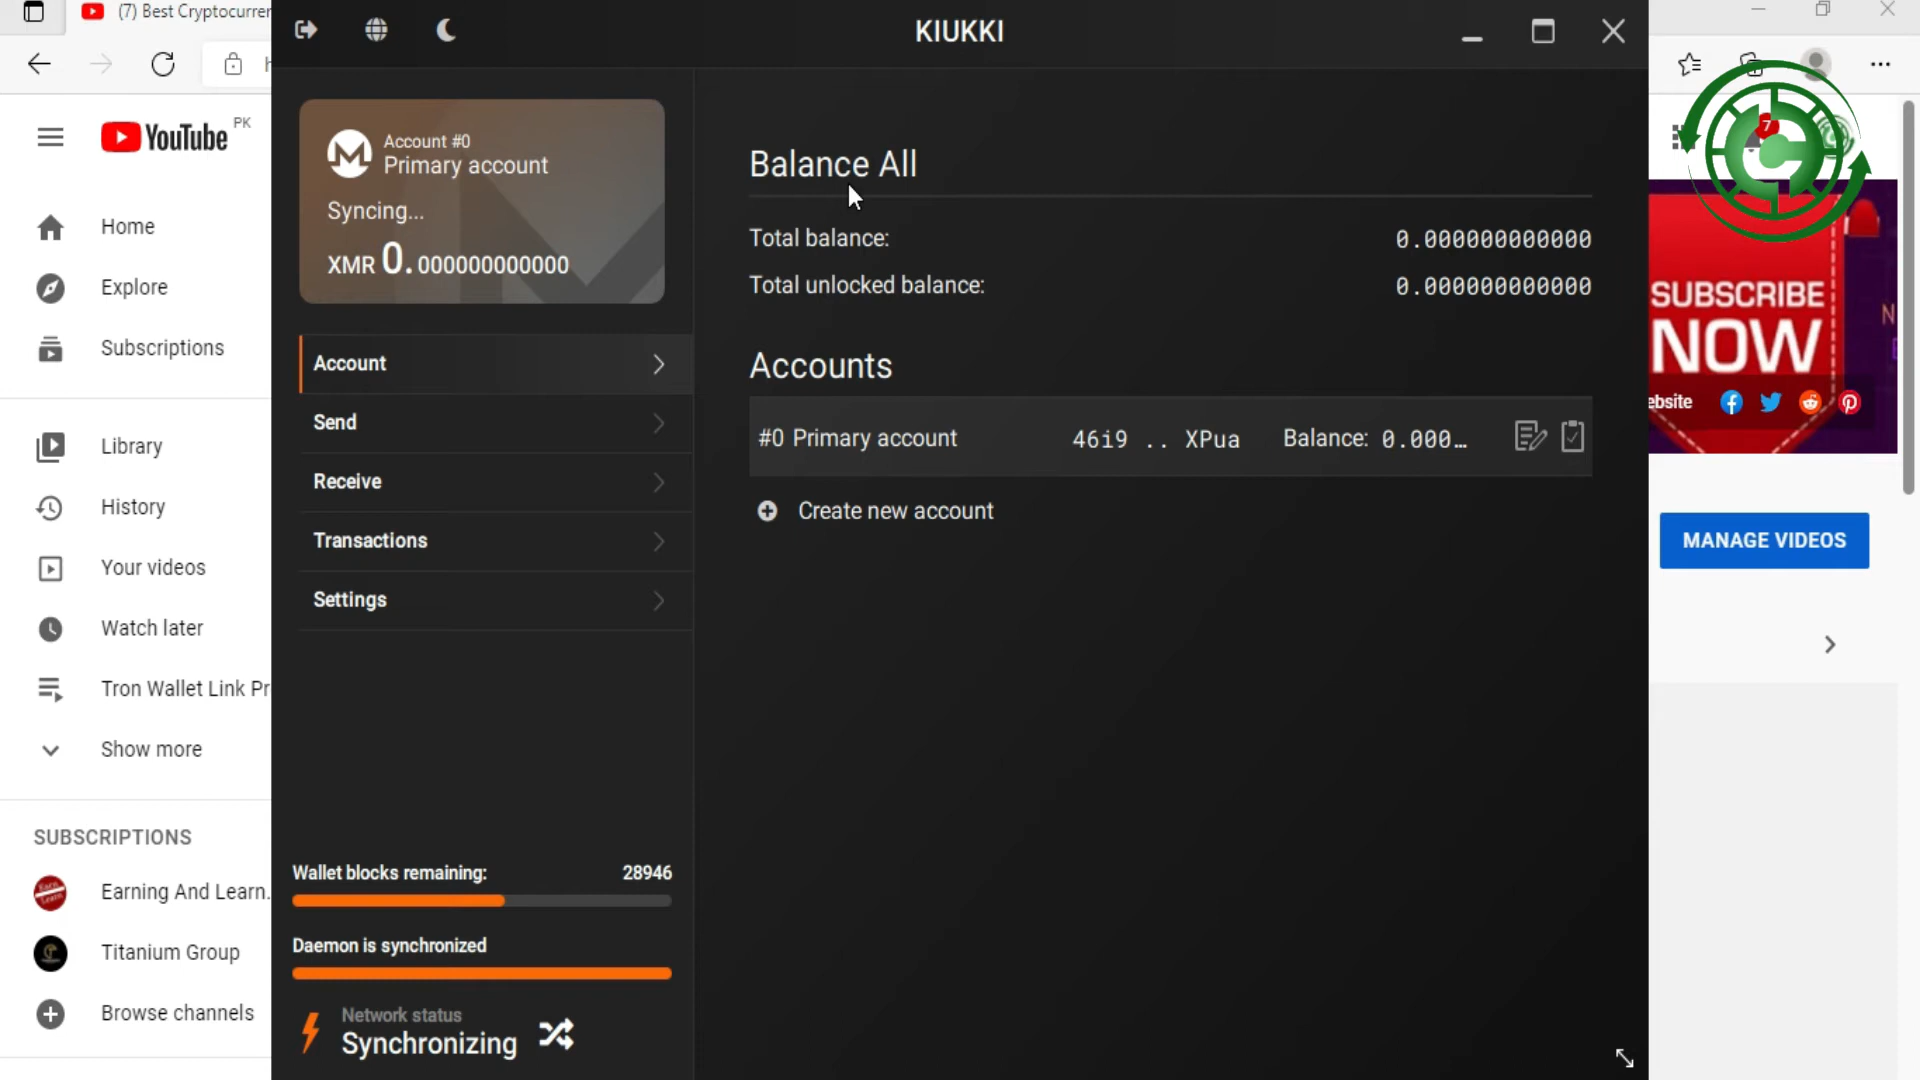 (7) Best Cryptocurren
KIUKKI
YouTube PK
Home
Explore
Subscriptions
Library
History
Your videos
Watch later
Tron Wallet Link Pr
Show more
SUBSCRIPTIONS
Earning And Learn.
Titanium Group
Browse channels
Account #0
Primary account
Syncing...
XMR 0.000000000000
Account
Send
Receive
Transactions
Settings
Wallet blocks remaining: 28946
Daemon is synchronized
Network status
Synchronizing
Balance All
Total balance: 0.000000000000
Total unlocked balance: 0.000000000000
Accounts
#0 Primary account 46i9 .. XPua Balance: 0.000…
Create new account
7
SUBSCRIBE
NOW
ebsite
MANAGE VIDEOS